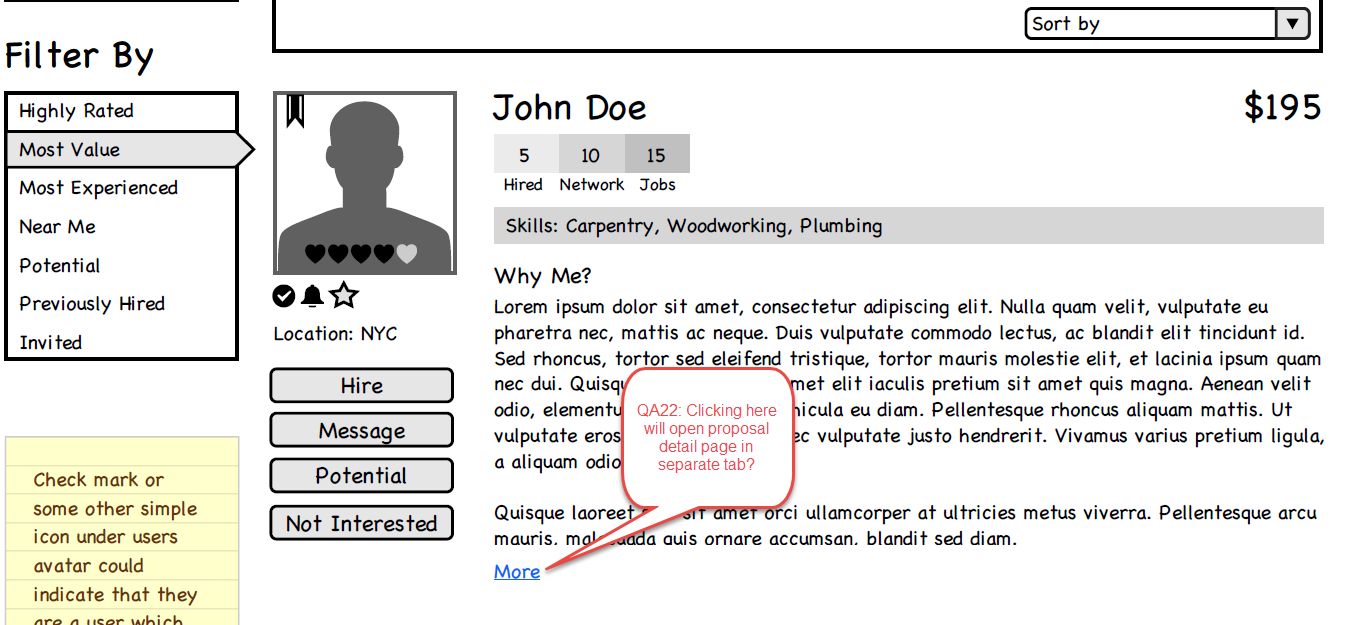 Sort by
Filter By
Highly Rated
Most Value
Most Experienced
Near Me
Potential
Previously Hired
Invited
Check mark or
some other simple
icon under users
avatar could
indicate that they
are a user which
Location: NYC
Hire
Message
Potential
Not Interested
John Doe
$195
5 10 15
Hired Network Jobs
Skills: Carpentry, Woodworking, Plumbing
Why Me?
Lorem ipsum dolor sit amet, consectetur adipiscing elit. Nulla quam velit, vulputate eu
pharetra nec, mattis ac neque. Duis vulputate commodo lectus, ac blandit elit tincidunt id.
Sed rhoncus, tortor sed eleifend tristique, tortor mauris molestie elit, et lacinia ipsum quam
nec dui. elit iaculis pretium sit amet quis magna. Aenean velit
odio, eu diam. Pellentesque rhoncus aliquam mattis. Ut
vulputate eros vulputate justo hendrerit. Vivamus varius pretium ligula,
a aliquam odio
Quisque laoreet sit amet orci ullamcorper at ultricies metus viverra. Pellentesque arcu
mauris, quis ornare accumsan, blandit sed diam.
More
QA22: Clicking here
will open proposal
detail page in
separate tab?